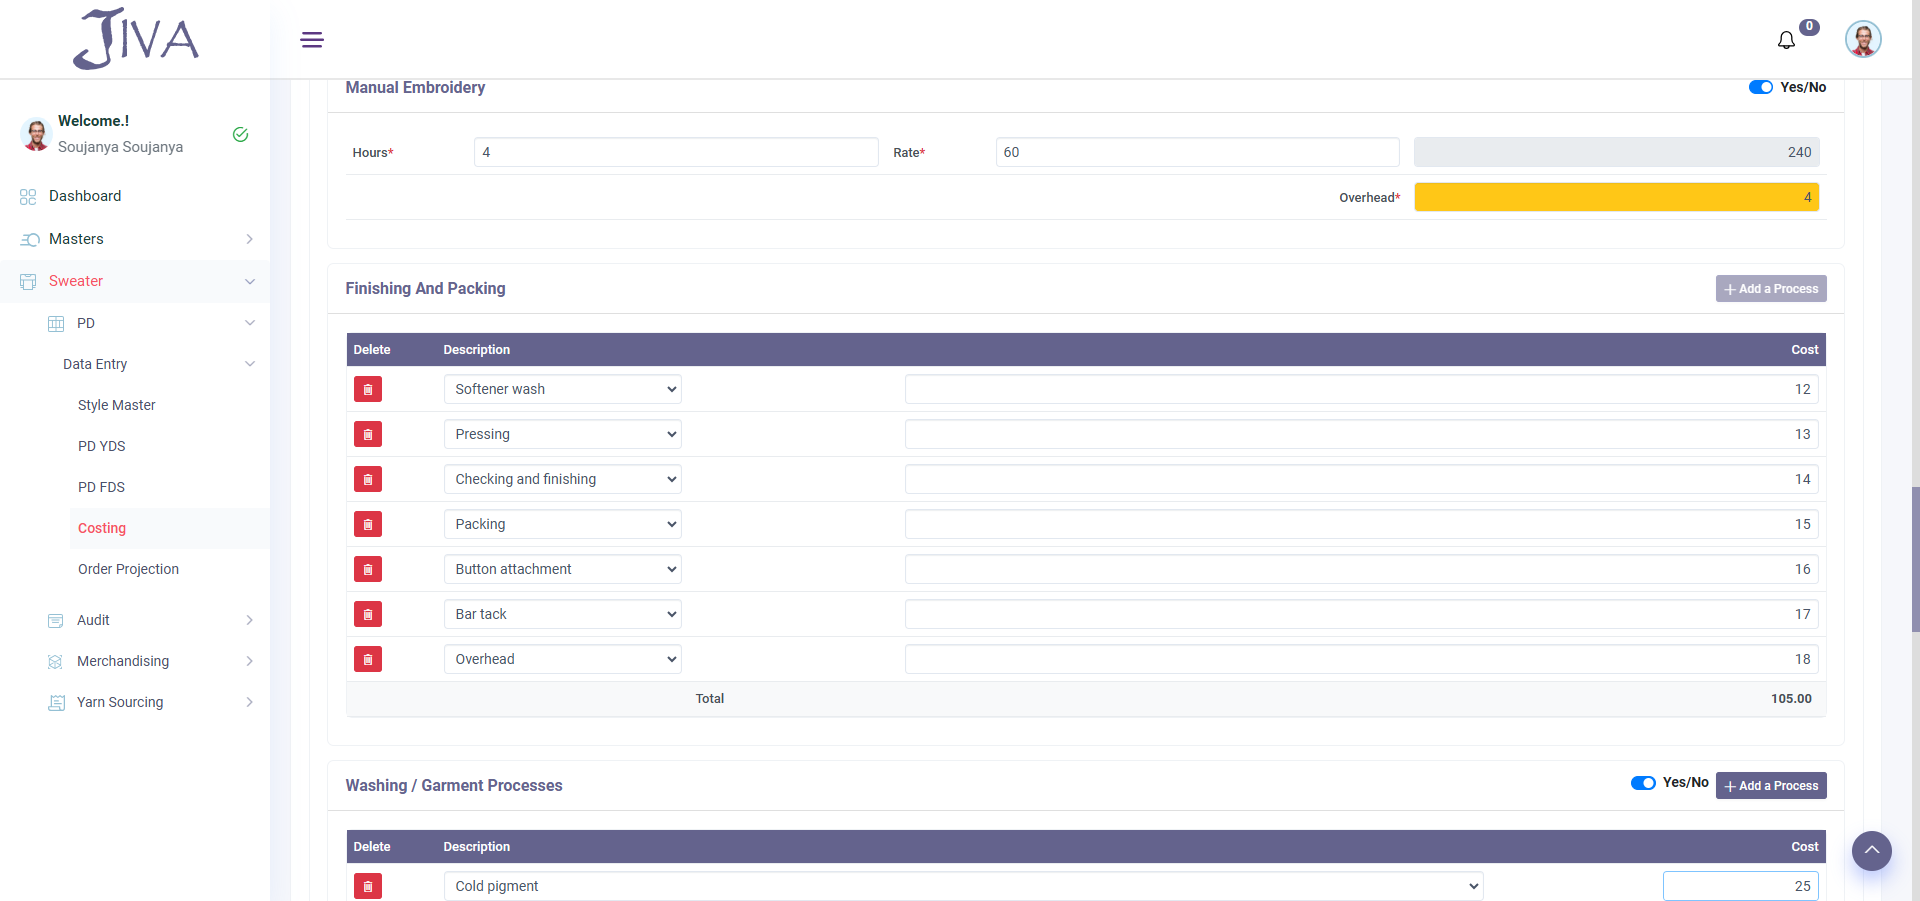 JIVA
0
Welcome.!
Soujanya Soujanya
Dashboard
Masters
Sweater
PD
Data Entry
Style Master
PD YDS
PD FDS
Costing
Order Projection
Audit
Merchandising
Yarn Sourcing
Manual Embroidery
Yes/No
Hours* 4 Rate* 60 240
Overhead* 4
Finishing And Packing
+ Add a Process
Delete Description Cost
Softener wash 12
Pressing 13
Checking and finishing 14
Packing 15
Button attachment 16
Bar tack 17
Overhead 18
Total 105.00
Washing / Garment Processes
Yes/No
+ Add a Process
Delete Description Cost
Cold pigment 25